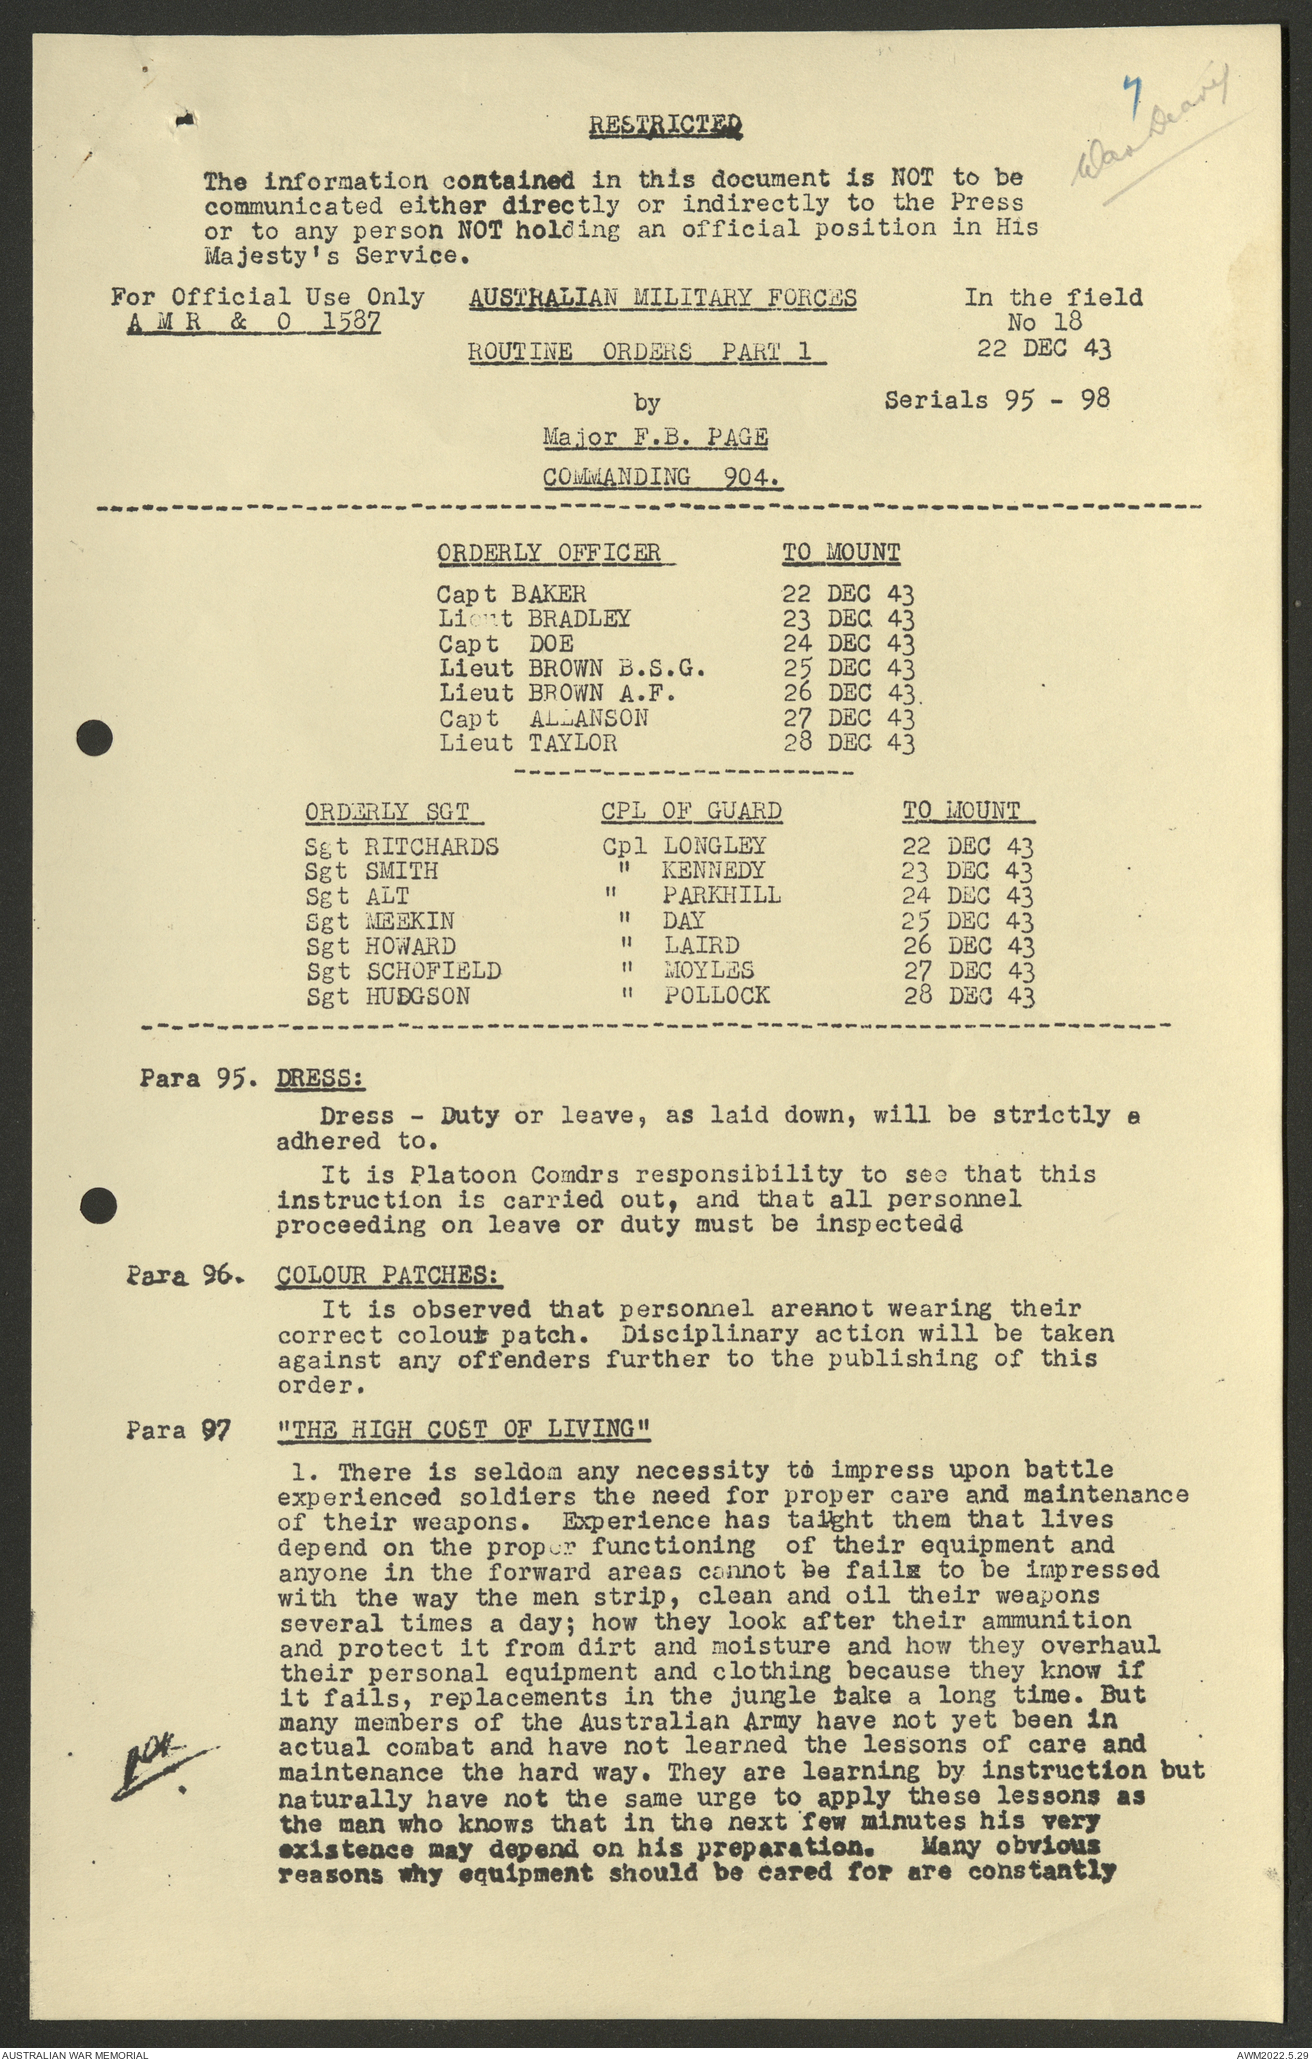 7
War Deary
RESTRICTED
The information contained in this document is NOT to be
communicated either directly or indirectly to the Press
or to any person NOT holding an official position in His
Majesty's Service.
For Official Use Only AUSTRALIAN MILITARY FORCES In the field
A M R & O 1587 No 18
ROUTINE ORDERS PART 1 22 DEC 43
by Serials 95 - 98
Major F.B. PAGE
COMMANDING 904.
ORDERLY OFFICER TO MOUNT
Capt BAKER 22 DEC 43
Lieut BRADLEY 23 DEC 43
Capt DOE 24 DEC 43
Lieut BROWN B.S.G. 25 DEC 43
Lieut BROWN A.F. 26 DEC 43.
Capt ALLANSON 27 DEC 43
Lieut TAYLOR 28 DEC 43
ORDERLY SGT CPL OF GUARD TO MOUNT
Sgt RITCHARDS Cpl LONGLEY 22 DEC 43
Sgt SMITH " KENNEDY 23 DEC 43
Sgt ALT " PARKHILL 24 DEC 43
Sgt MEEKIN " DAY 25 DEC 43
Sgt HOWARD " LAIRD 26 DEC 43
Sgt SCHOFIELD " MOYLES 27 DEC 43
Sgt HUDGSON " POLLOCK 28 DEC 43
Para 95. DRESS:
Dress - Duty or leave, as laid down, will be strictly a
adhered to.
It is Platoon Comdrs responsibility to see that this
instruction is carried out, and that all personnel
proceeding on leave or duty must be inspectedd
Para 96. COLOUR PATCHES:
It is observed that personnel arennot wearing their
correct colour patch. Disciplinary action will be taken
against any offenders further to the publishing of this
order.
Para 97 "THE HIGH COST OF LIVING"
1. There is seldom any necessity to impress upon battle
experienced soldiers the need for proper care and maintenance
of their weapons. Experience has taught them that lives
depend on the proper functioning of their equipment and
anyone in the forward areas cannot be fails to be impressed
with the way the men strip, clean and oil their weapons
several times a day; how they look after their ammunition
and protect it from dirt and moisture and how they overhaul
their personal equipment and clothing because they know if
it fails, replacements in the jungle take a long time. But
many members of the Australian Army have not yet been in
actual combat and have not learned the lessons of care and
maintenance the hard way. They are learning by instruction but
naturally have not the same urge to apply these lessons as
the man who knows that in the next few minutes his very
existence may depend on his preparation. Many obvious
reasons why equipment should be cared for are constantly
AUSTRALIAN WAR MEMORIAL AWM2022.5.29